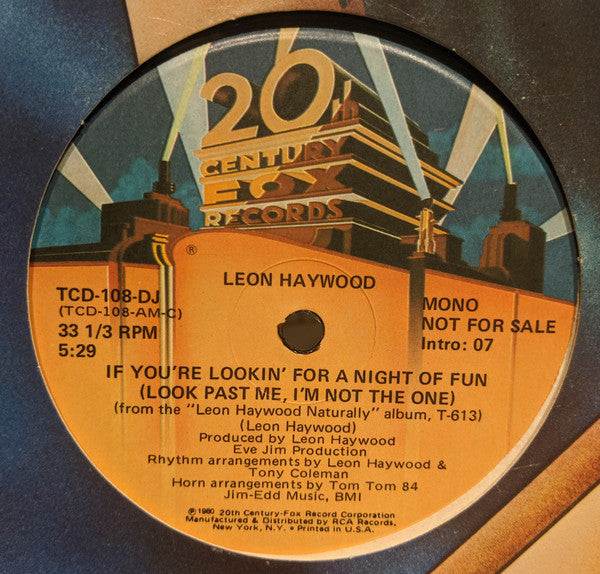 20th
CENTURY
FOX
RECORDS
®
LEON HAYWOOD
TCD-108-DJ
(TCD-108-AM-C)
33 1/3 RPM
5:29
MONO
NOT FOR SALE
Intro: 07
IF YOU'RE LOOKIN' FOR A NIGHT OF FUN
(LOOK PAST ME, I'M NOT THE ONE)
(from the "Leon Haywood Naturally" album, T-613)
(Leon Haywood)
Produced by Leon Haywood
Eve Jim Production
Rhythm arrangements by Leon Haywood &
Tony Coleman
Horn arrangements by Tom Tom 84
Jim-Edd Music, BMI
℗ 1980 20th Century-Fox Record Corporation
Manufactured & Distributed by RCA Records,
New York, N.Y. • Printed in U.S.A.